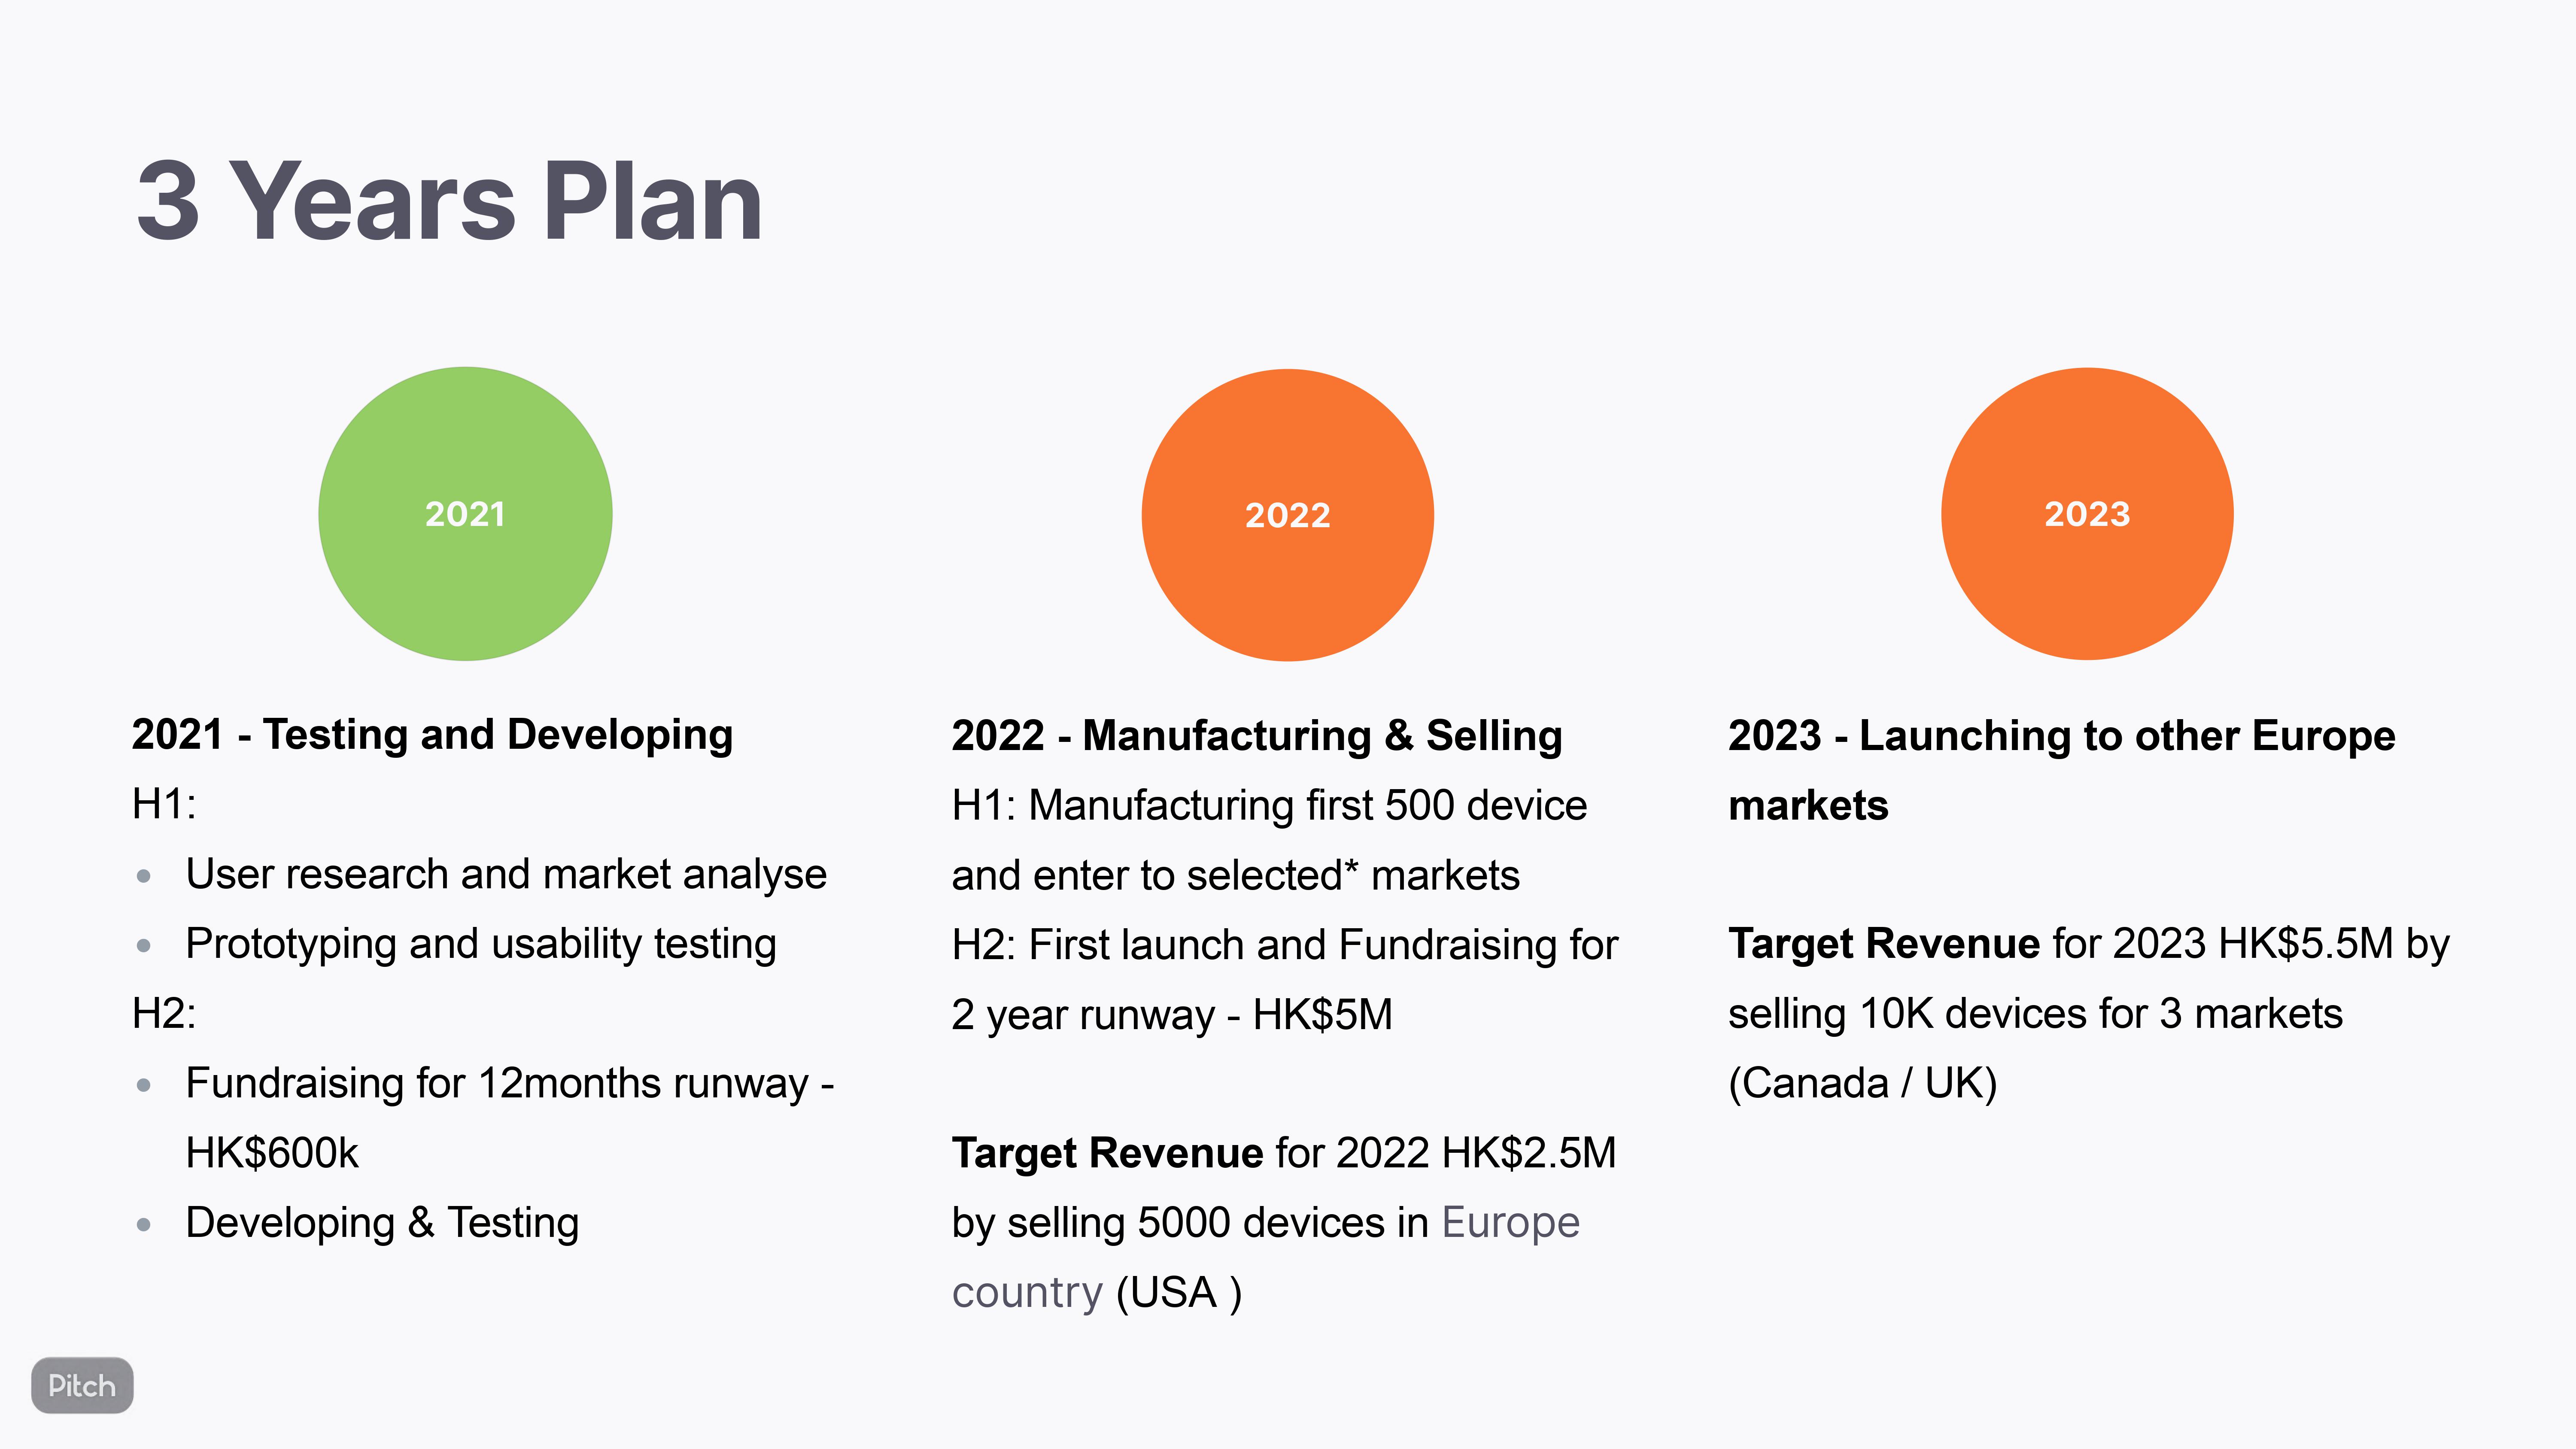 3 Years Plan
2021
2022
2023
2021 - Testing and Developing
H1:
• User research and market analyse
• Prototyping and usability testing
H2:
• Fundraising for 12months runway -
HK$600k
• Developing & Testing
2022 - Manufacturing & Selling
H1: Manufacturing first 500 device
and enter to selected* markets
H2: First launch and Fundraising for
2 year runway - HK$5M
Target Revenue for 2022 HK$2.5M
by selling 5000 devices in Europe
country (USA )
2023 - Launching to other Europe
markets
Target Revenue for 2023 HK$5.5M by
selling 10K devices for 3 markets
(Canada / UK)
Pitch